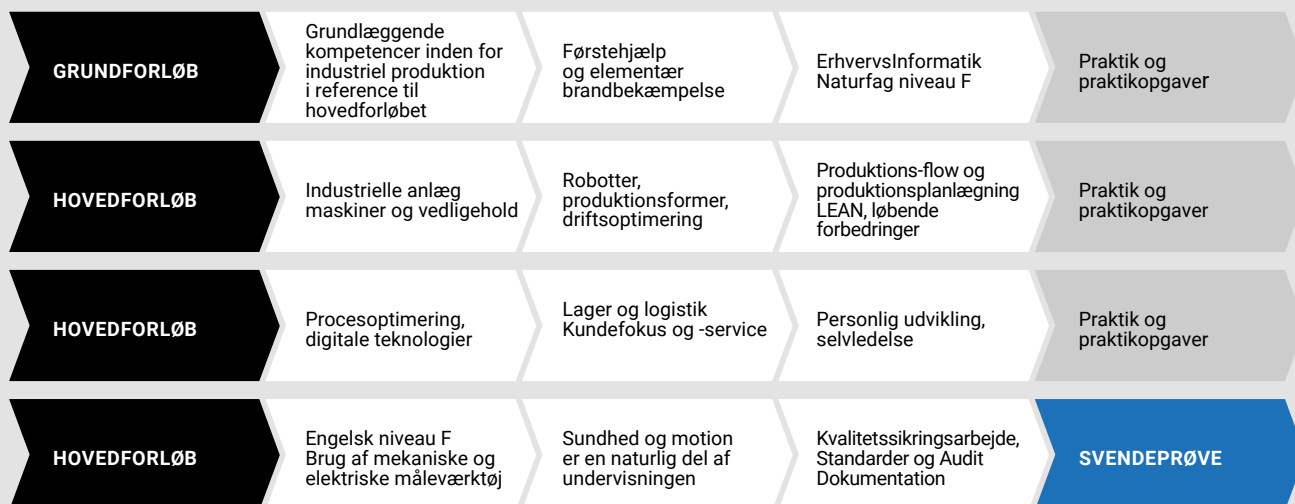 GRUNDFORLØB
Grundlæggende
kompetencer inden for
industriel produktion
i reference til
hovedforløbet
Førstehjælp
og elementær
brandbekæmpelse
ErhvervsInformatik
Naturfag niveau F
Praktik og
praktikopgaver
HOVEDFORLØB
Industrielle anlæg
maskiner og vedligehold
Robotter,
produktionsformer,
driftsoptimering
Produktions-flow og
produktionsplanlægning
LEAN, løbende
forbedringer
Praktik og
praktikopgaver
HOVEDFORLØB
Procesoptimering,
digitale teknologier
Lager og logistik
Kundefokus og -service
Personlig udvikling,
selvledelse
Praktik og
praktikopgaver
HOVEDFORLØB
Engelsk niveau F
Brug af mekaniske og
elektriske måleværktøj
Sundhed og motion
er en naturlig del af
undervisningen
Kvalitetssikringsarbejde,
Standarder og Audit
Dokumentation
SVENDEPRØVE